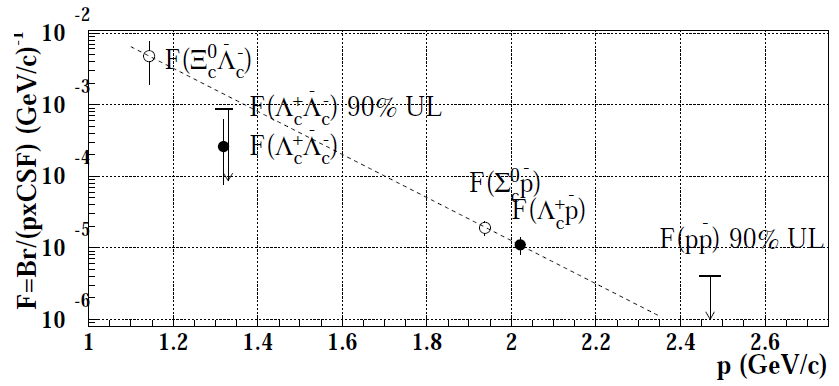 F=Br/(pxCSF) (GeV/c)⁻¹
10⁻²
10⁻³
10⁻⁴
10⁻⁵
10⁻⁶
F(Ξc⁰Λ̄c⁻)
F(Λc⁺Λ̄c⁻) 90% UL
F(Λc⁺Λ̄c⁻)
F(Σc⁰p̄)
F(Λc⁺p̄)
F(pp̄) 90% UL
1 1.2 1.4 1.6 1.8 2 2.2 2.4 2.6
p (GeV/c)